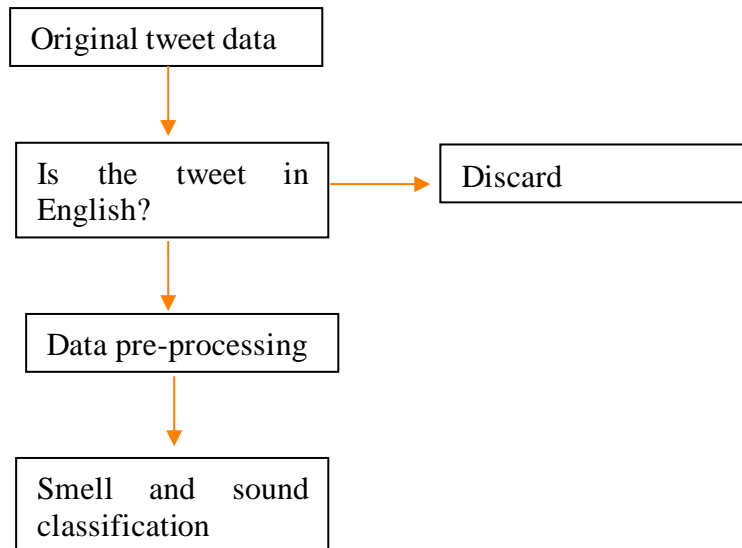 Original tweet data
Is the tweet in
English?
Discard
Data pre-processing
Smell and sound
classification